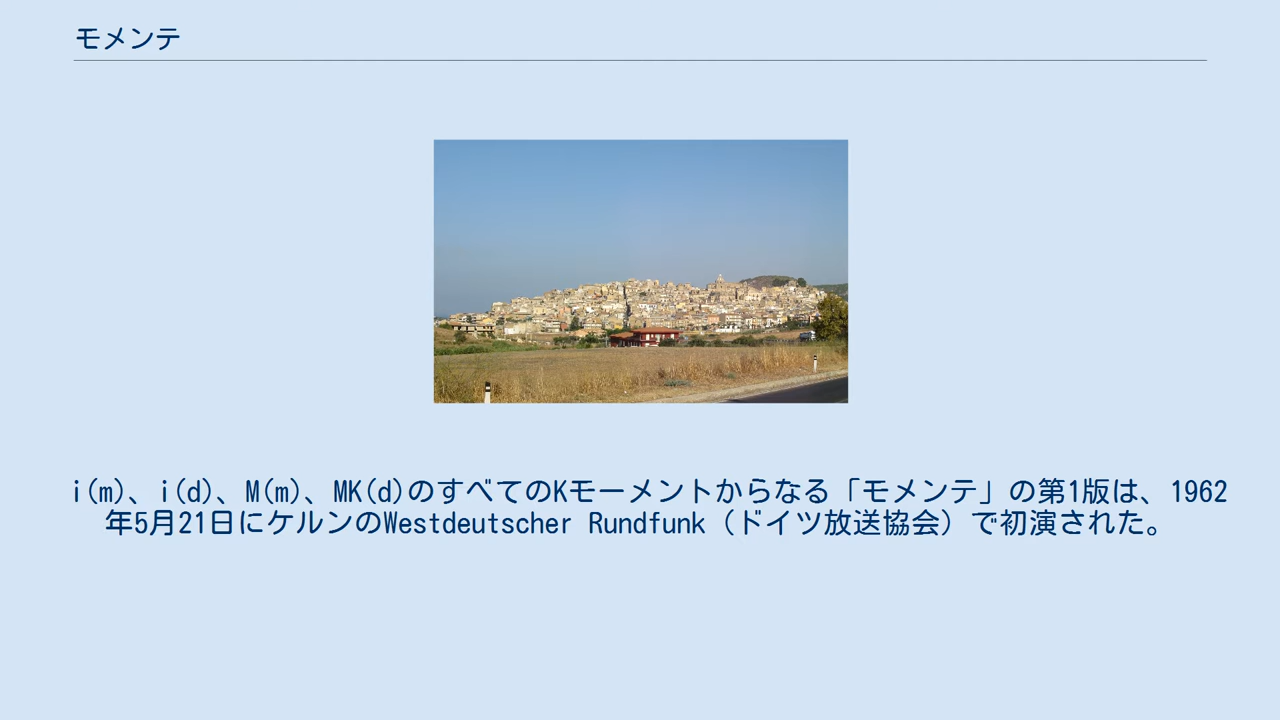 モメンテ
i(m)、i(d)、M(m)、MK(d)のすべてのKモーメントからなる「モメンテ」の第1版は、1962
年5月21日にケルンのWestdeutscher Rundfunk（ドイツ放送協会）で初演された。